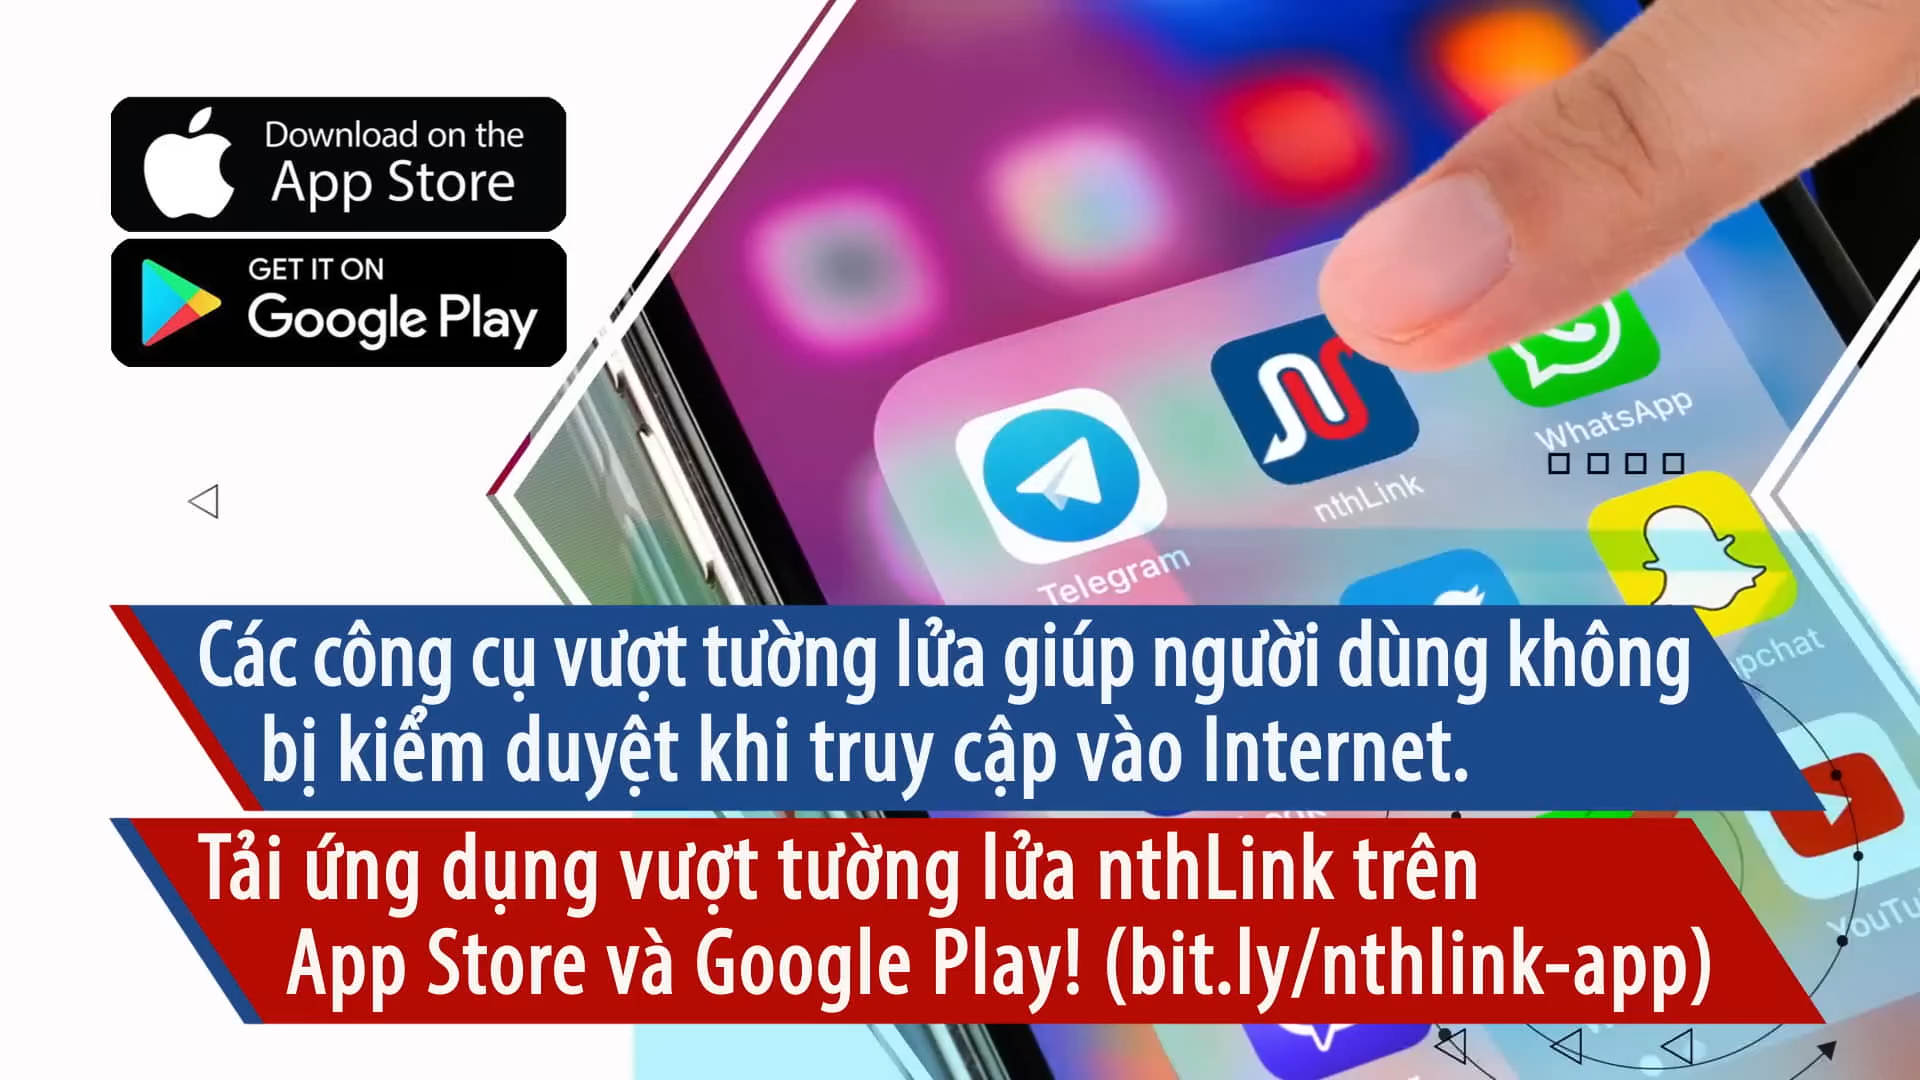 Download on the
App Store
GET IT ON
Google Play
WhatsApp
nthLink
Telegram
pchat
Các công cụ vượt tường lửa giúp người dùng không
bị kiểm duyệt khi truy cập vào Internet.
Tải ứng dụng vượt tường lửa nthLink trên
App Store và Google Play! (bit.ly/nthlink-app)
YouTu